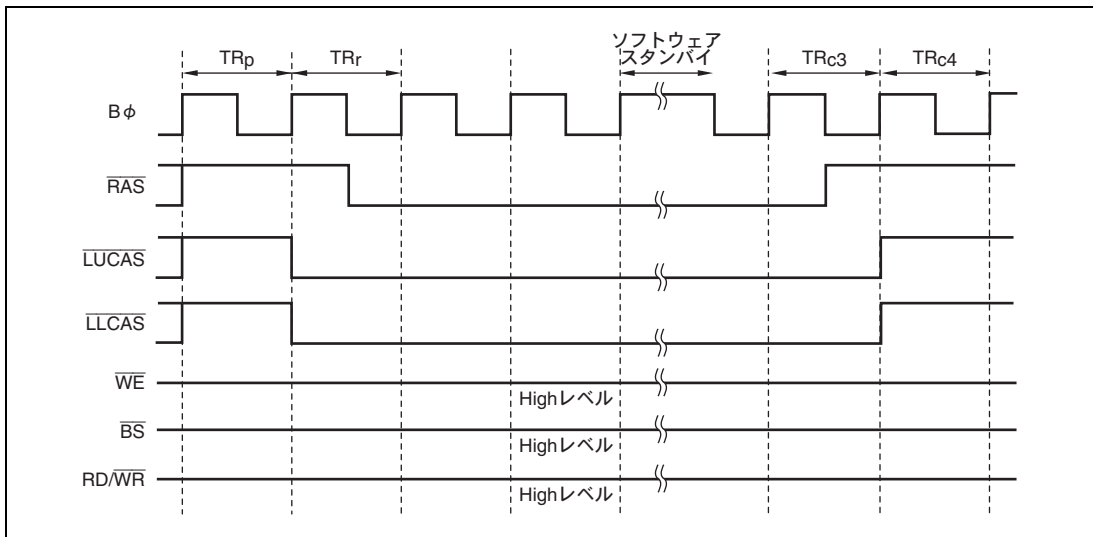 ソフトウェア
スタンバイ
TRp
TRr
TRc3
TRc4
Bφ
RAS
LUCAS
LLCAS
WE
Highレベル
BS
Highレベル
RD/WR
Highレベル